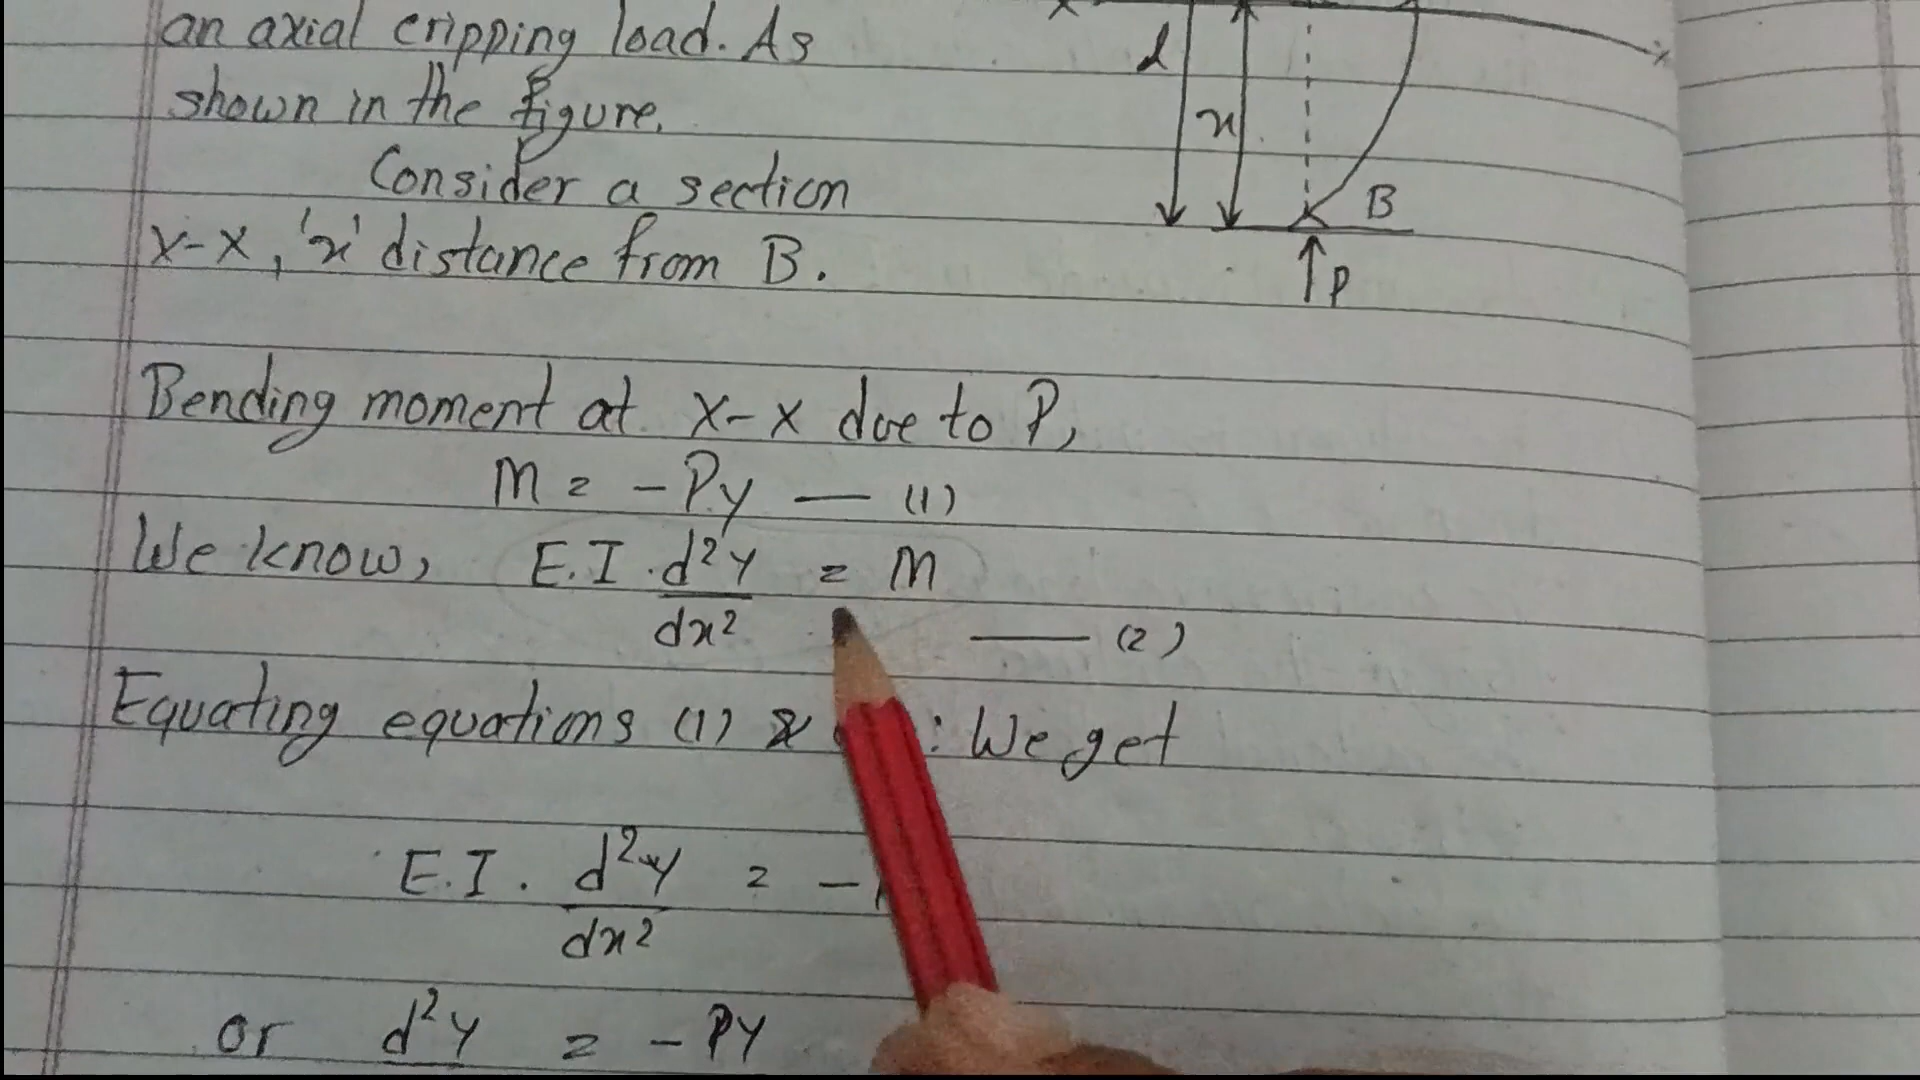 an axial cripping load. As
shown in the figure.
Consider a section
X-X, 'x' distance from B.
l
x
B
P
Bending moment at X-X due to P,
M = -Py — (1)
We know, E.I. d²y = M
dx² — (2)
Equating equations (1) & : We get
E.I. d²y = -
dx²
or d²y = - Py